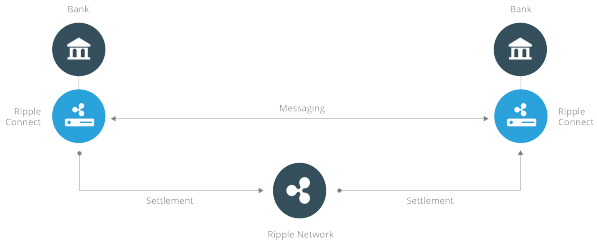 Bank
Bank
Ripple
Connect
Messaging
Ripple
Connect
Settlement
Settlement
Ripple Network